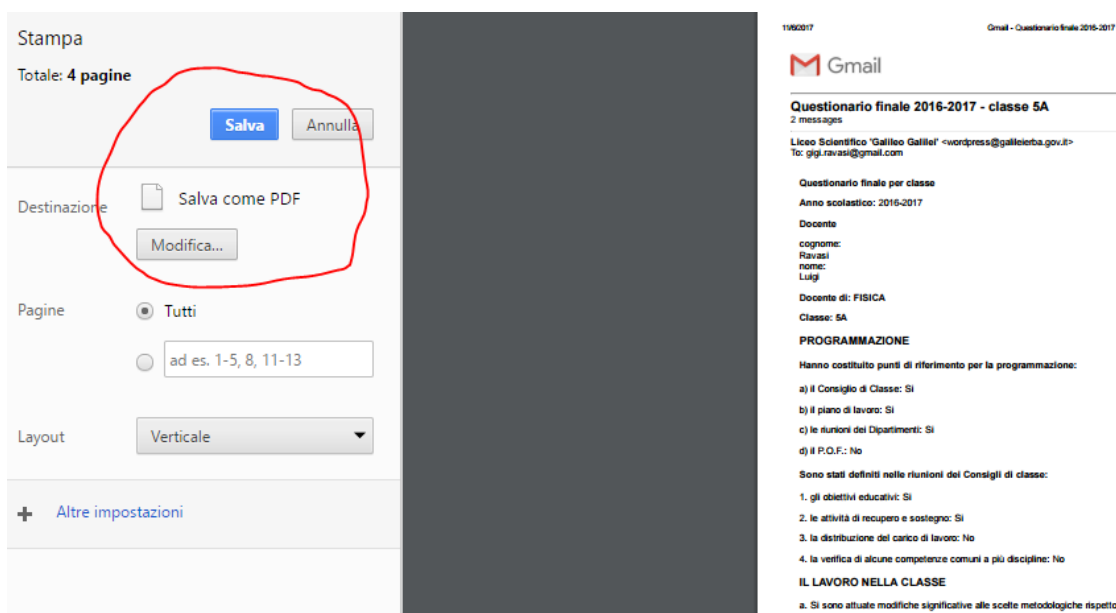 Stampa
Totale: 4 pagine
Salva Annulla
Destinazione Salva come PDF
Modifica...
Pagine Tutti
ad es. 1-5, 8, 11-13
Layout Verticale
+ Altre impostazioni
11/6/2017 Gmail - Questionario finale 2016-2017
Gmail
Questionario finale 2016-2017 - classe 5A
2 messages
Liceo Scientifico "Galileo Galilei" <wordpress@galileierba.gov.it>
To: gigi.ravasi@gmail.com
Questionario finale per classe
Anno scolastico: 2016-2017
Docente
cognome:
Ravasi
nome:
Luigi
Docente di: FISICA
Classe: 5A
PROGRAMMAZIONE
Hanno costituito punti di riferimento per la programmazione:
a) il Consiglio di Classe: Si
b) il piano di lavoro: Si
c) le riunioni dei Dipartimenti: Si
d) il P.O.F.: No
Sono stati definiti nelle riunioni dei Consigli di classe:
1. gli obiettivi educativi: Si
2. le attività di recupero e sostegno: Si
3. la distribuzione del carico di lavoro: No
4. la verifica di alcune competenze comuni a più discipline: No
IL LAVORO NELLA CLASSE
a. Si sono attuate modifiche significative alle scelte metodologiche rispetto